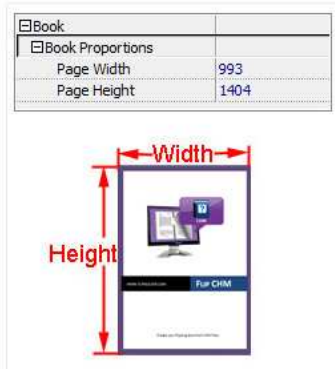 Book
Book Proportions
Page Width 993
Page Height 1404
Width
Height
FLIP CHM